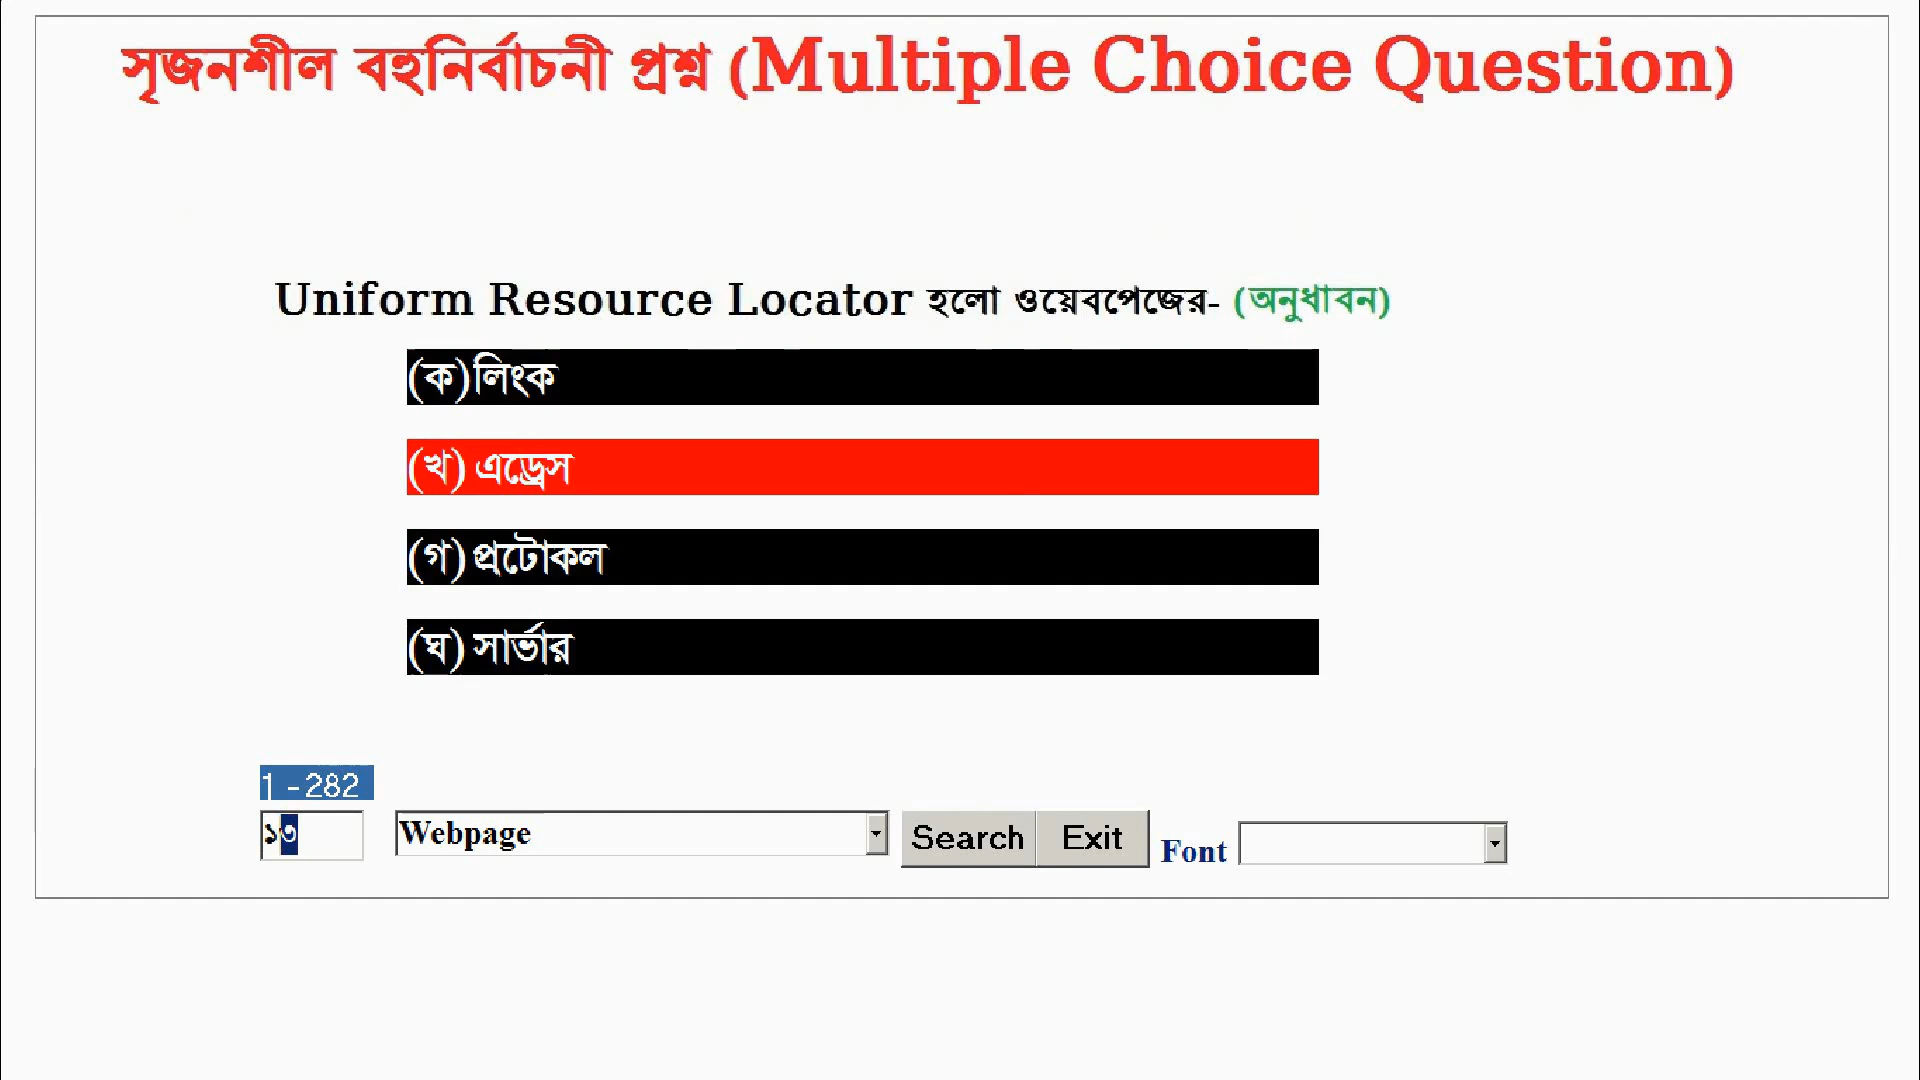 সৃজনশীল বহুনির্বাচনী প্রশ্ন (Multiple Choice Question)
Uniform Resource Locator হলো ওয়েবপেজের- (অনুধাবন)
(ক) লিংক
(খ) এড্রেস
(গ) প্রটোকল
(ঘ) সার্ভার
1 -282
১৩ Webpage Search Exit Font